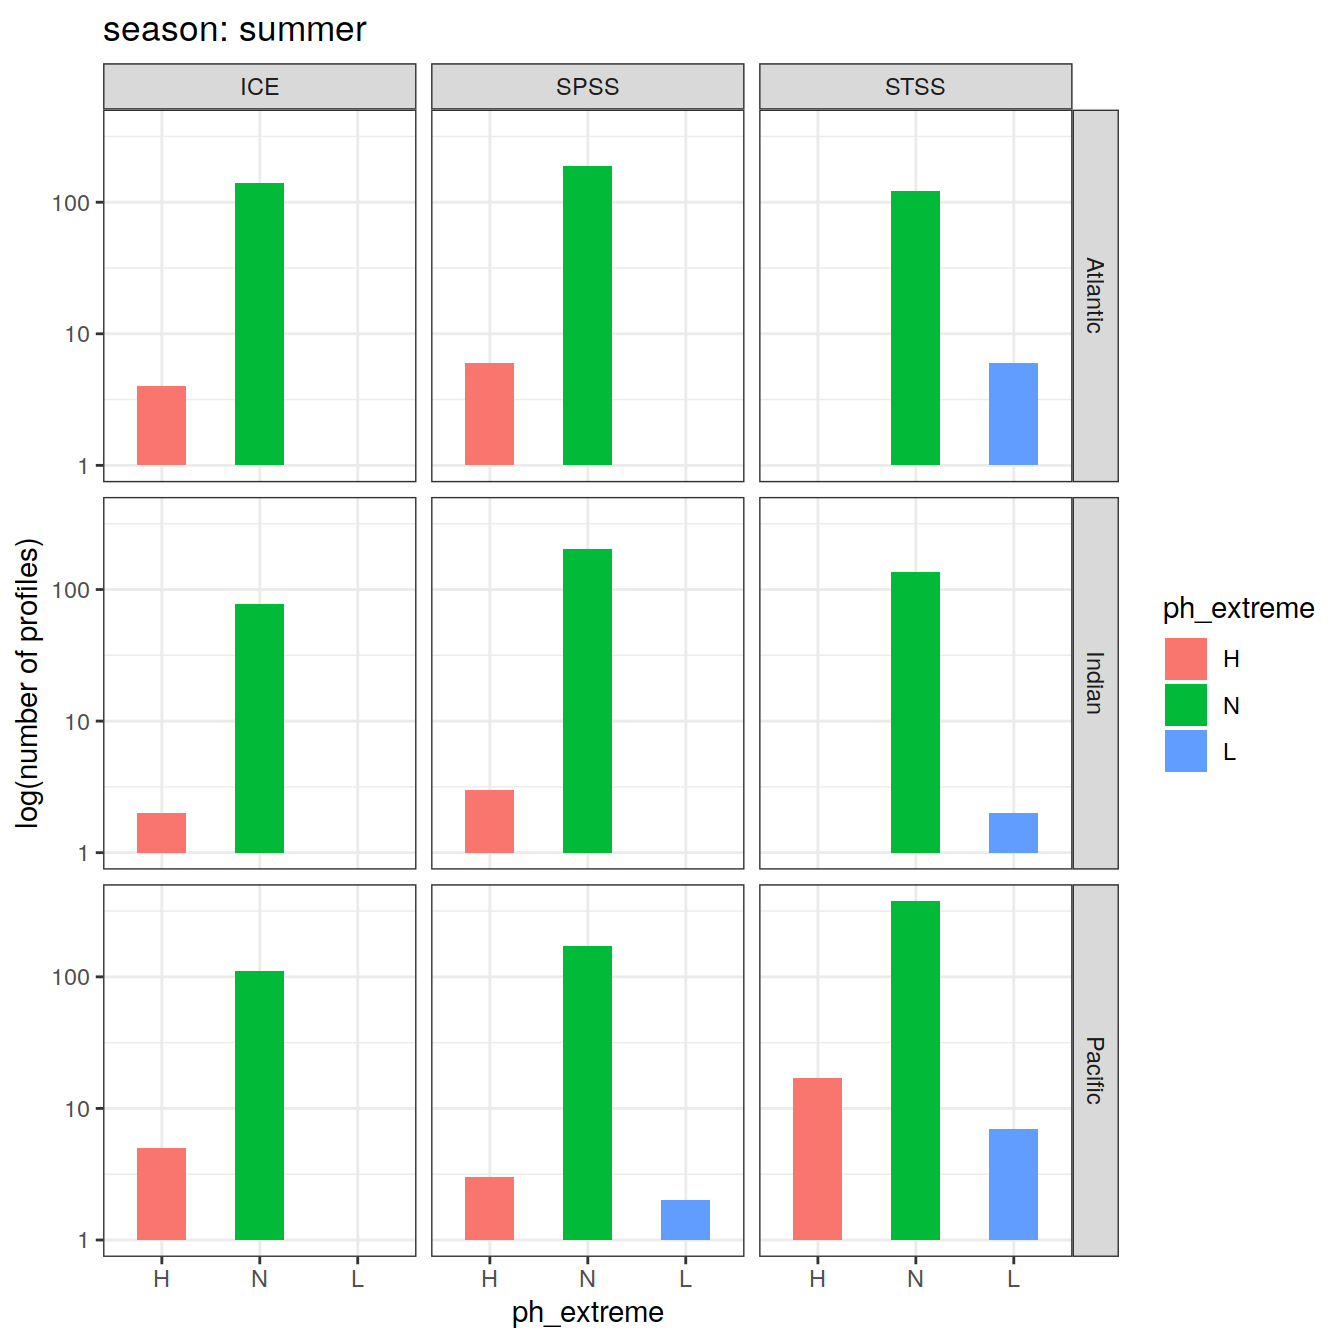 season: summer
ICE SPSS STSS
Atlantic
100
10
1
Indian
100
10
1
Pacific
100
10
1
log(number of profiles)
H N L H N L H N L
ph_extreme
ph_extreme
H
N
L